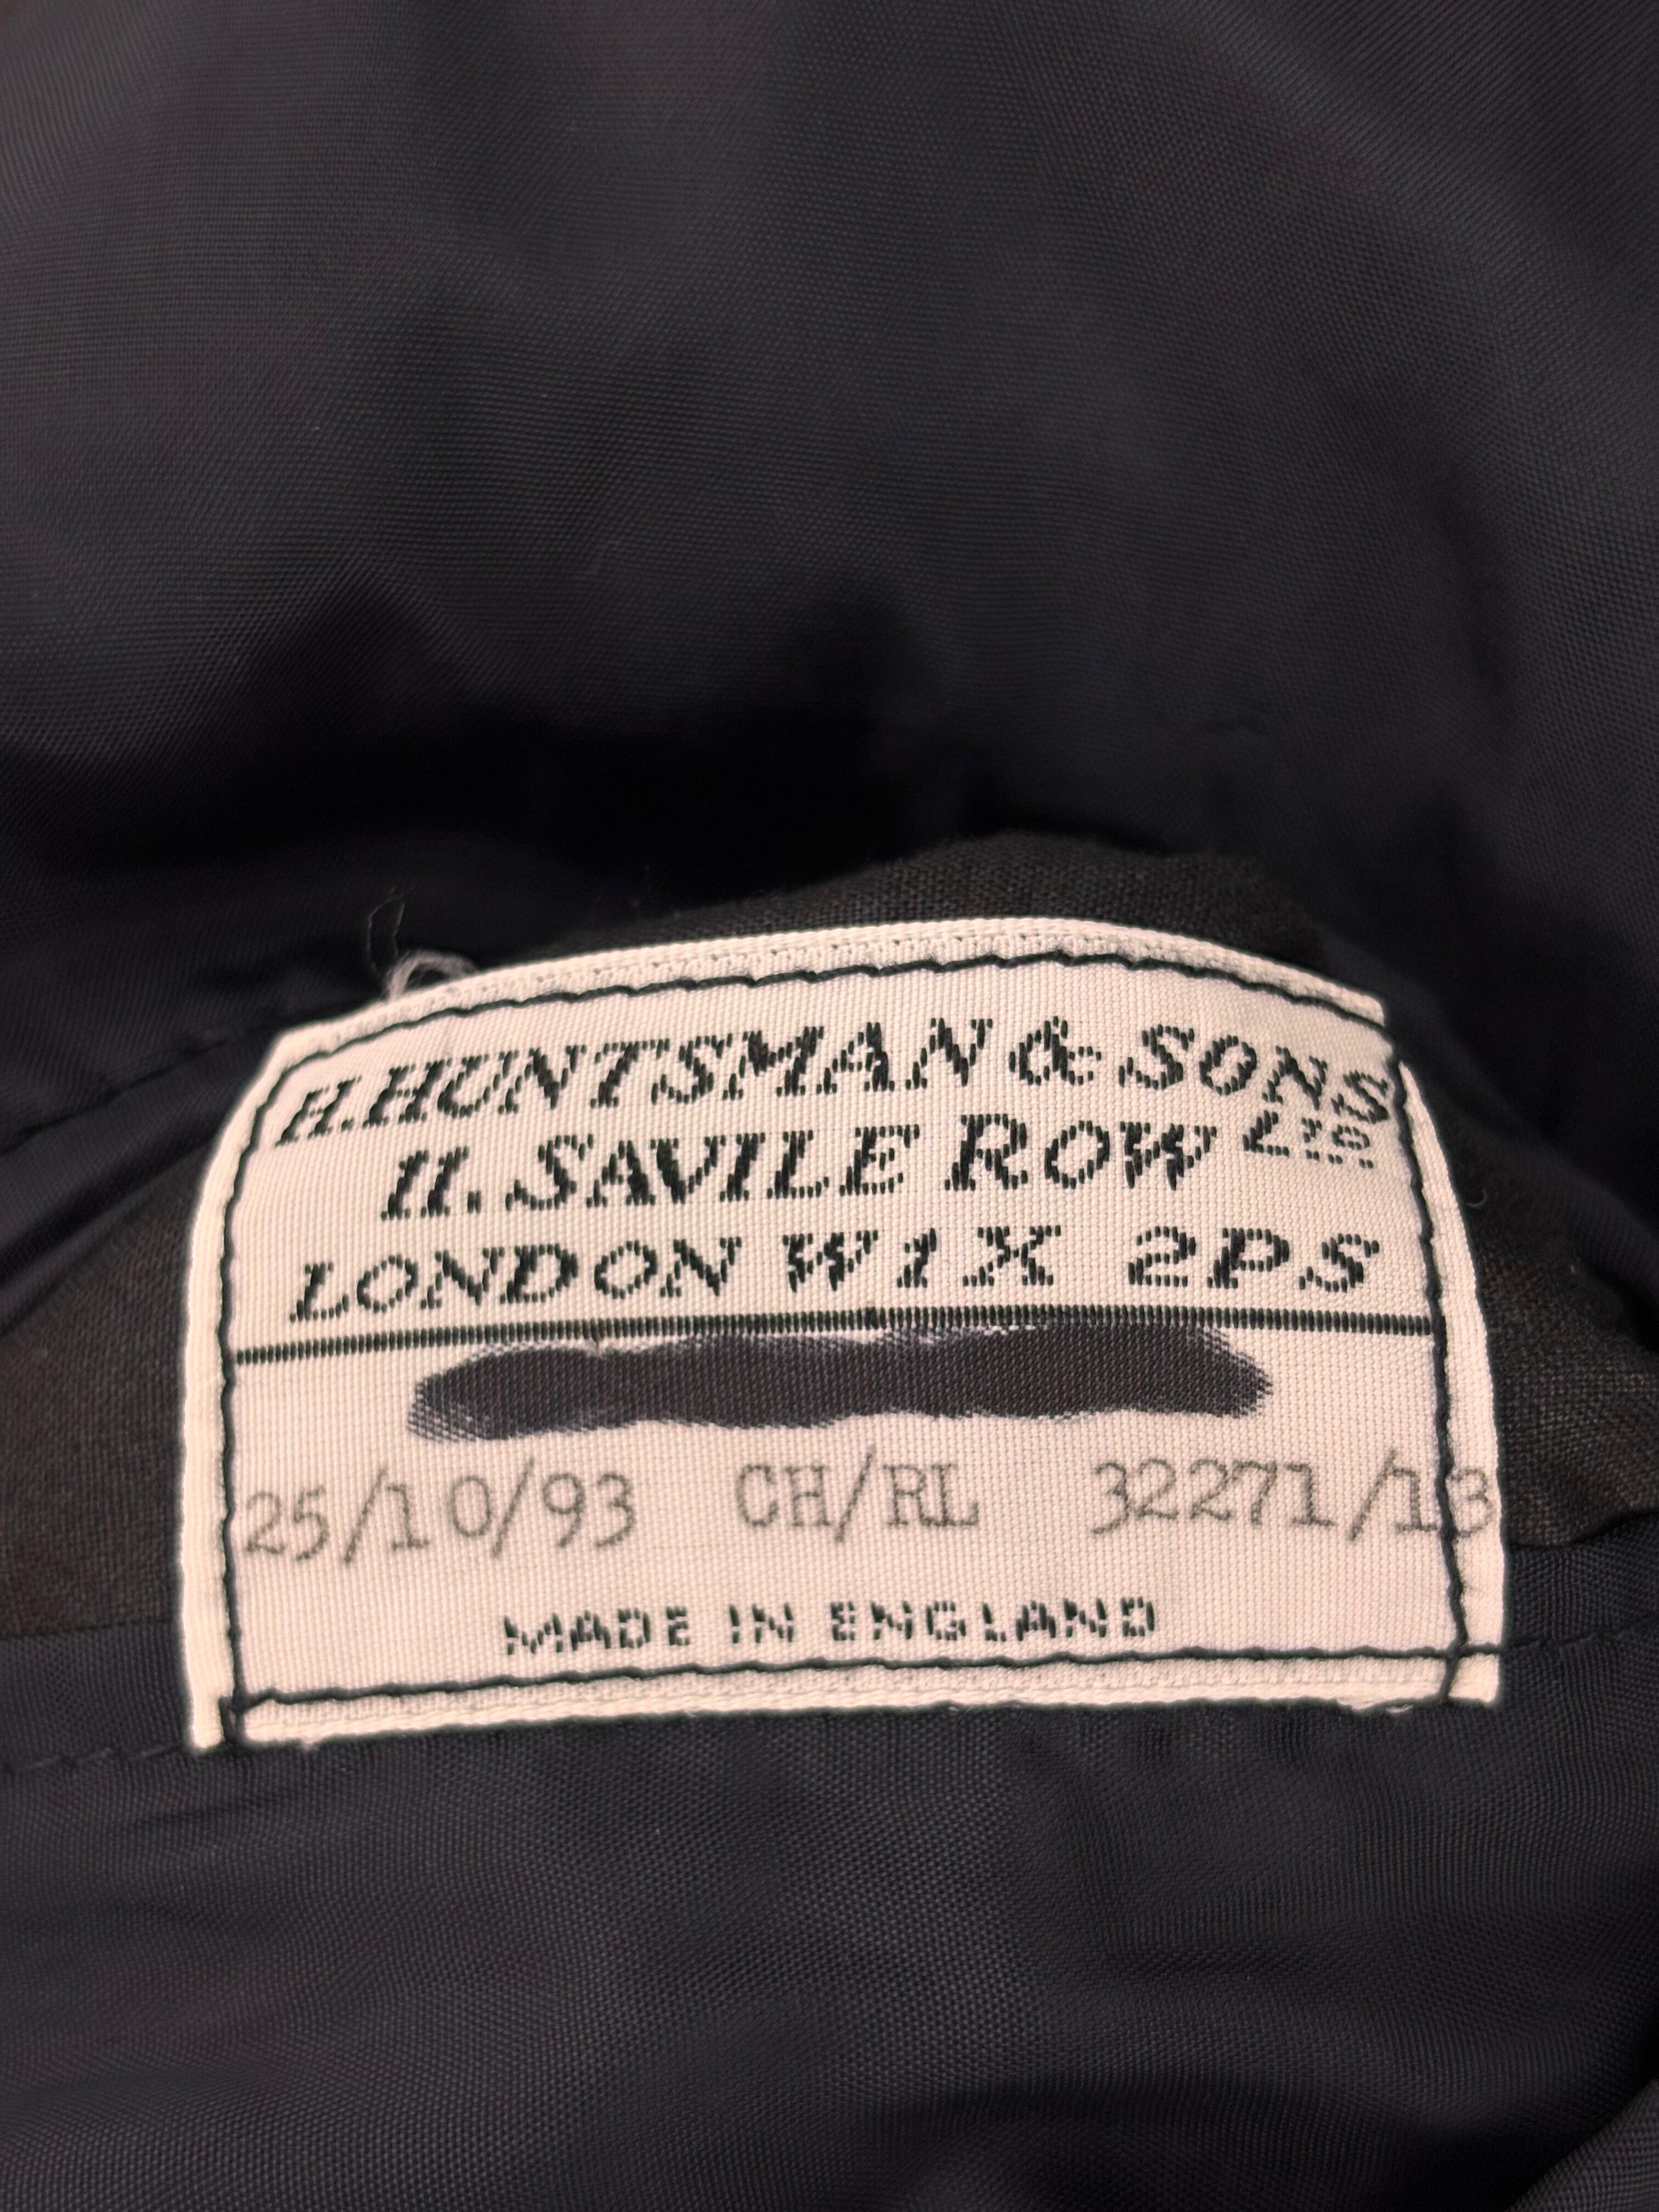 H. HUNTSMAN & SONS LTD
11. SAVILE ROW
LONDON W1X 2PS
25/10/93 CH/RL 32271/13
MADE IN ENGLAND